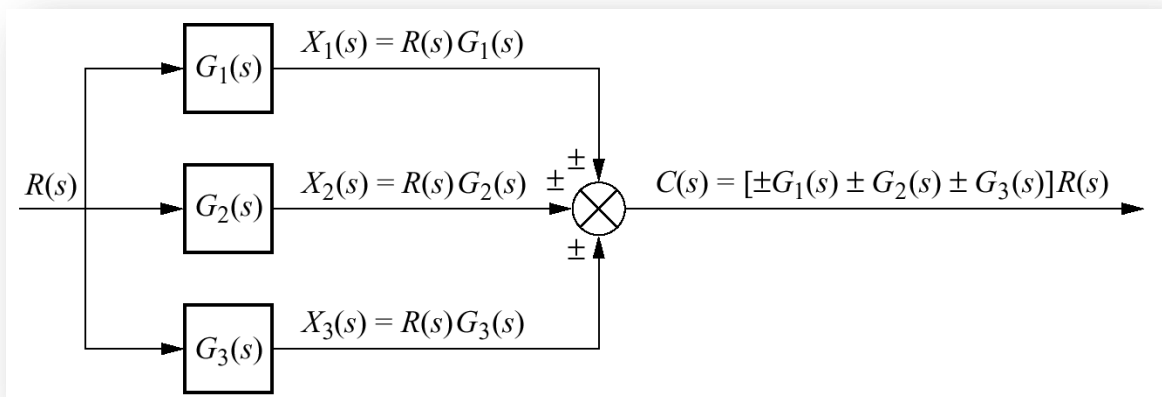 G1(s)
X1(s) = R(s)G1(s)
±
R(s)
G2(s)
X2(s) = R(s)G2(s)
±
C(s) = [±G1(s) ± G2(s) ± G3(s)]R(s)
±
G3(s)
X3(s) = R(s)G3(s)